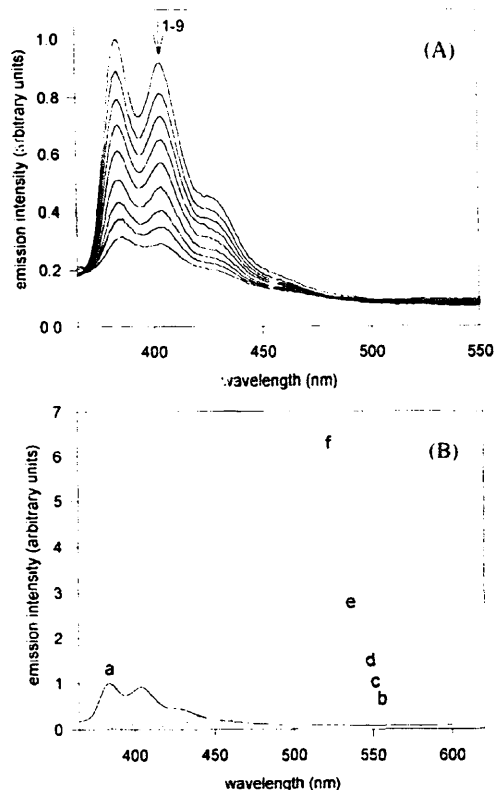 1-9
(A)
1.0
0.8
0.6
0.4
0.2
0 0
emission intensity (arbitrary units)
400 450 500 550
wavelength (nm)
(B)
7
6
5
4
3
2
1
0
emission intensity (arbitrary units)
f
e
d
c
b
a
400 450 500 550 600
wavelength (nm)